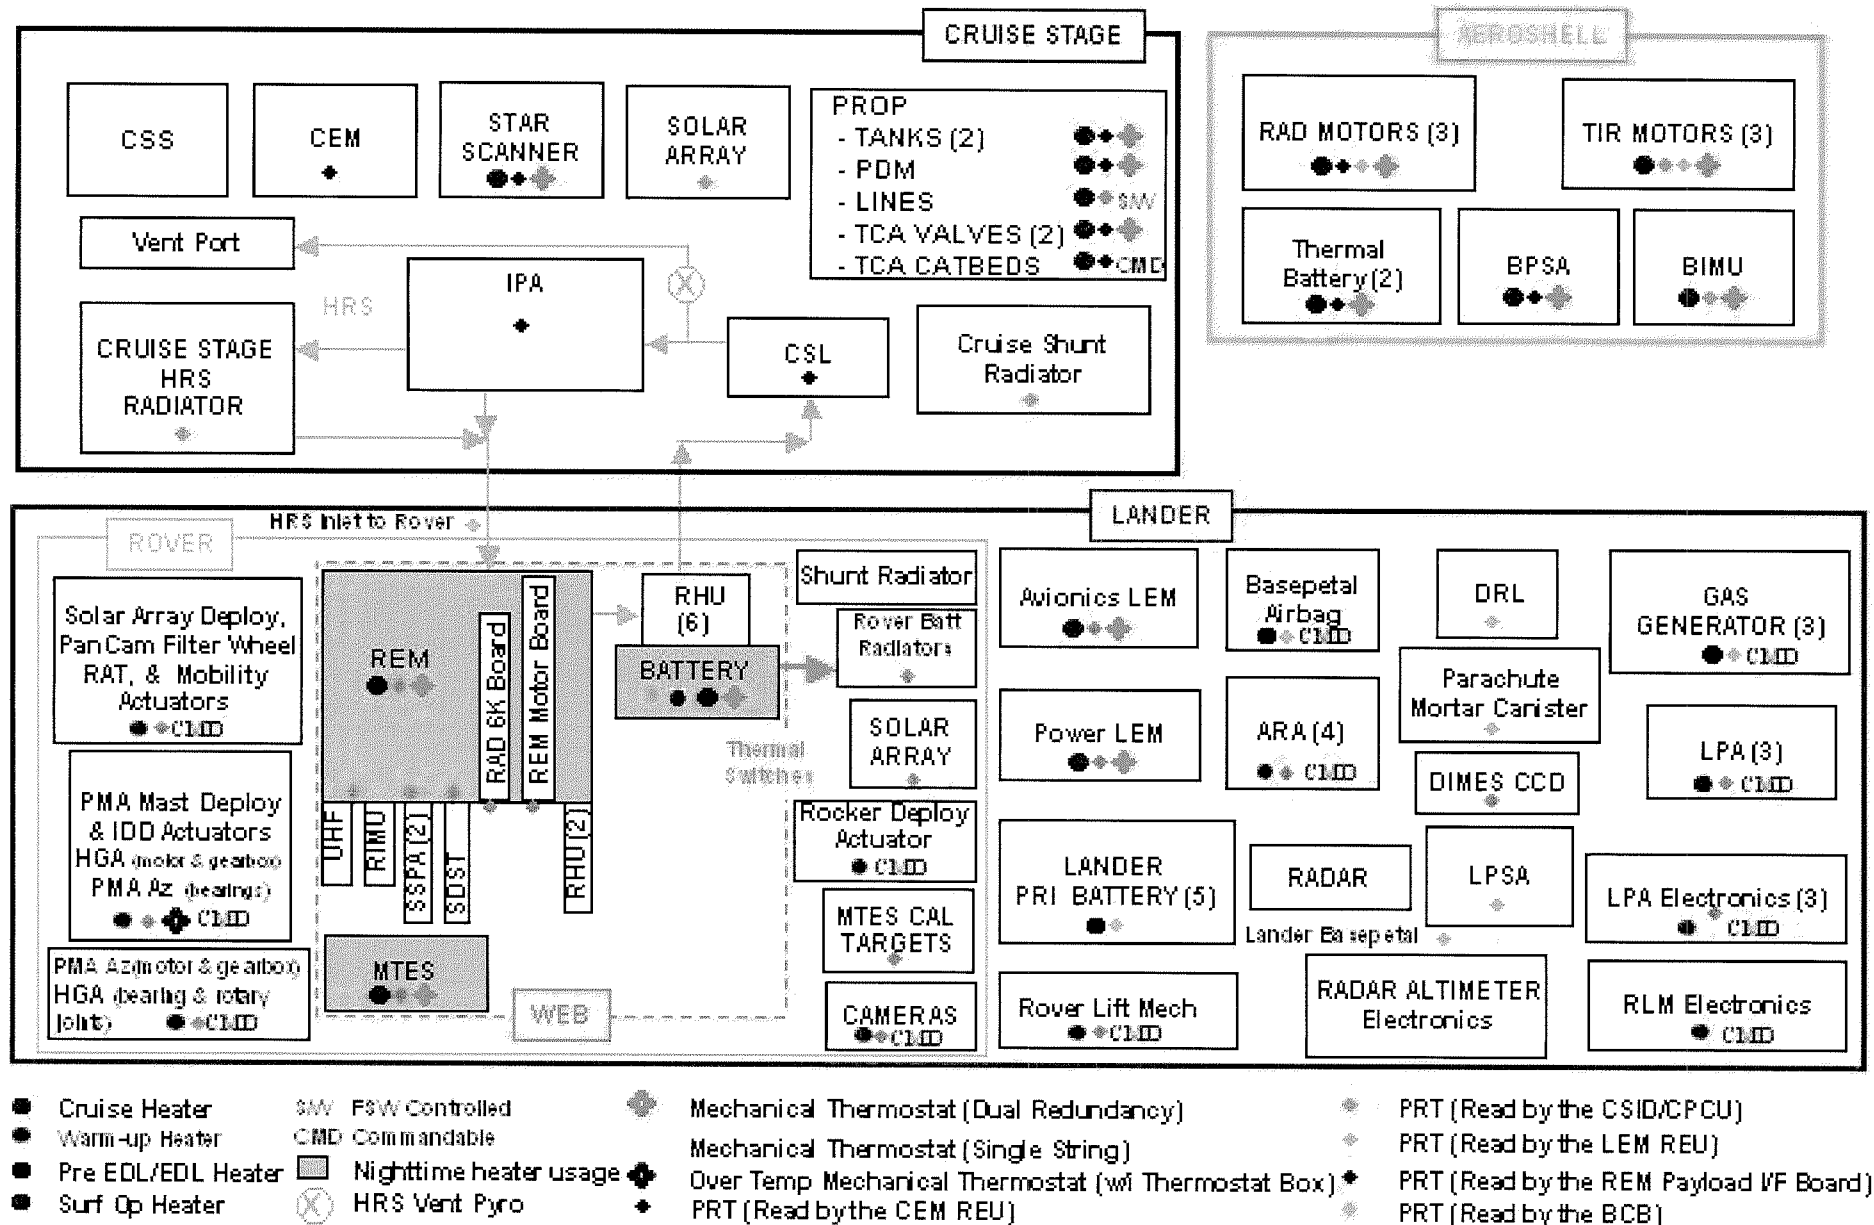 CRUISE STAGE
AEROSHELL
CSS
CEM
STAR
SCANNER
SOLAR
ARRAY
PROP
- TANKS (2)
- PDM
- LINES
S/W
- TCA VALVES (2)
- TCA CATBEDS
CMD
RAD MOTORS (3)
TIR MOTORS (3)
Vent Port
HRS
IPA
X
Thermal
Battery (2)
BPSA
BIMU
CRUISE STAGE
HRS
RADIATOR
CSL
Cruise Shunt
Radiator
LANDER
HRS Inlet to Rover
ROVER
Solar Array Deploy,
PanCam Filter Wheel
RAT, & Mobility
Actuators
CMD
PMA Mast Deploy
& IDD Actuators
HGA (motor & gearbox)
PMA Az (bearings)
CMD
PMA Az(motor & gearbox)
HGA (bearing & rotary
joint)
CMD
REM
RAD 6K Board
REM Motor Board
UHF
RIMU
SSPA (2)
SDST
RHU (2)
MTES
WEB
RHU
(6)
BATTERY
Thermal
Switches
Shunt Radiator
Rover Batt
Radiators
SOLAR
ARRAY
Rocker Deploy
Actuator
CMD
MTES CAL
TARGETS
CAMERAS
CMD
Avionics LEM
Basepetal
Airbag
CMD
DRL
GAS
GENERATOR (3)
CMD
Power LEM
ARA (4)
CMD
Parachute
Mortar Canister
LPA (3)
CMD
DIMES CCD
LANDER
PRI BATTERY (5)
RADAR
LPSA
LPA Electronics (3)
CMD
Lander Basepetal
Rover Lift Mech
CMD
RADAR ALTIMETER
Electronics
RLM Electronics
CMD
Cruise Heater
Warm-up Heater
Pre EDL/EDL Heater
Surf Op Heater
S/W FSW Controlled
CMD Commandable
Nighttime heater usage
X HRS Vent Pyro
Mechanical Thermostat (Dual Redundancy)
Mechanical Thermostat (Single String)
Over Temp Mechanical Thermostat (w/i Thermostat Box)
PRT (Read by the CEM REU)
PRT (Read by the CSID/CPCU)
PRT (Read by the LEM REU)
PRT (Read by the REM Payload I/F Board)
PRT (Read by the BCB)